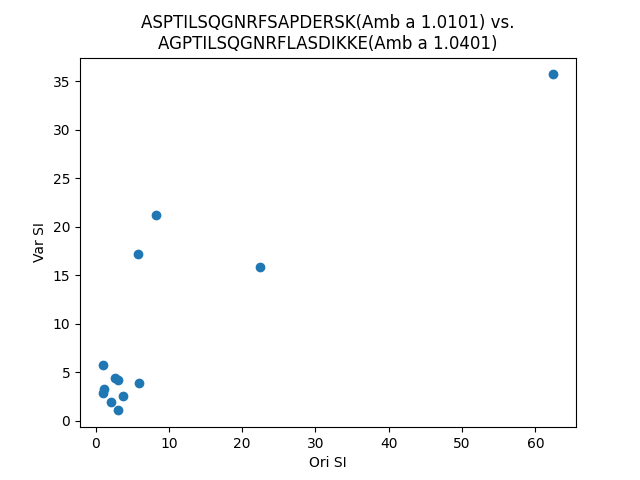 ASPTILSQGNRFSAPDERSK(Amb a 1.0101) vs.
AGPTILSQGNRFLASDIKKE(Amb a 1.0401)
35
30
25
20
15
10
5
0
Var SI
0 10 20 30 40 50 60
Ori SI